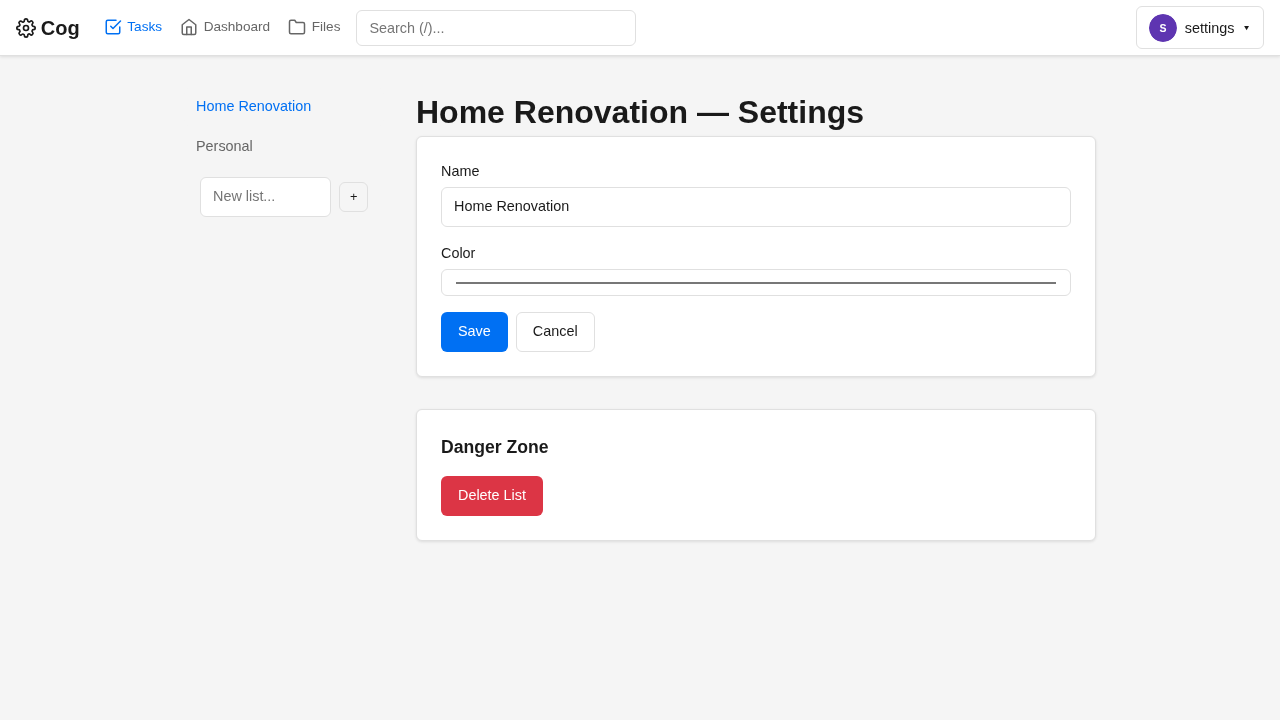 Cog
Tasks
Dashboard
Files
Search (/)...
S
settings
Home Renovation
Personal
New list...
+
Home Renovation — Settings
Name
Home Renovation
Color
Save
Cancel
Danger Zone
Delete List